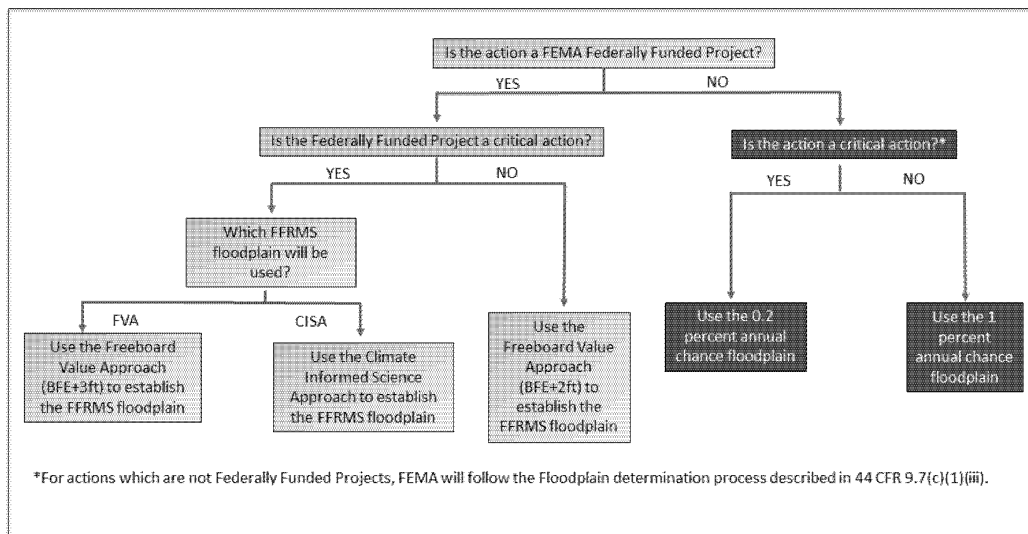 Is the action a FEMA Federally Funded Project?
YES
NO
Is the Federally Funded Project a critical action?
Is the action a critical action?*
YES
NO
YES
NO
Which FFRMS
floodplain will be
used?
FVA
CISA
Use the Freeboard
Value Approach
(BFE+3ft) to establish
the FFRMS floodplain
Use the Climate
Informed Science
Approach to establish
the FFRMS floodplain
Use the
Freeboard Value
Approach
(BFE+2ft) to
establish the
FFRMS floodplain
Use the 0.2
percent annual
chance floodplain
Use the 1
percent
annual chance
floodplain
*For actions which are not Federally Funded Projects, FEMA will follow the Floodplain determination process described in 44 CFR 9.7(c)(1)(iii).